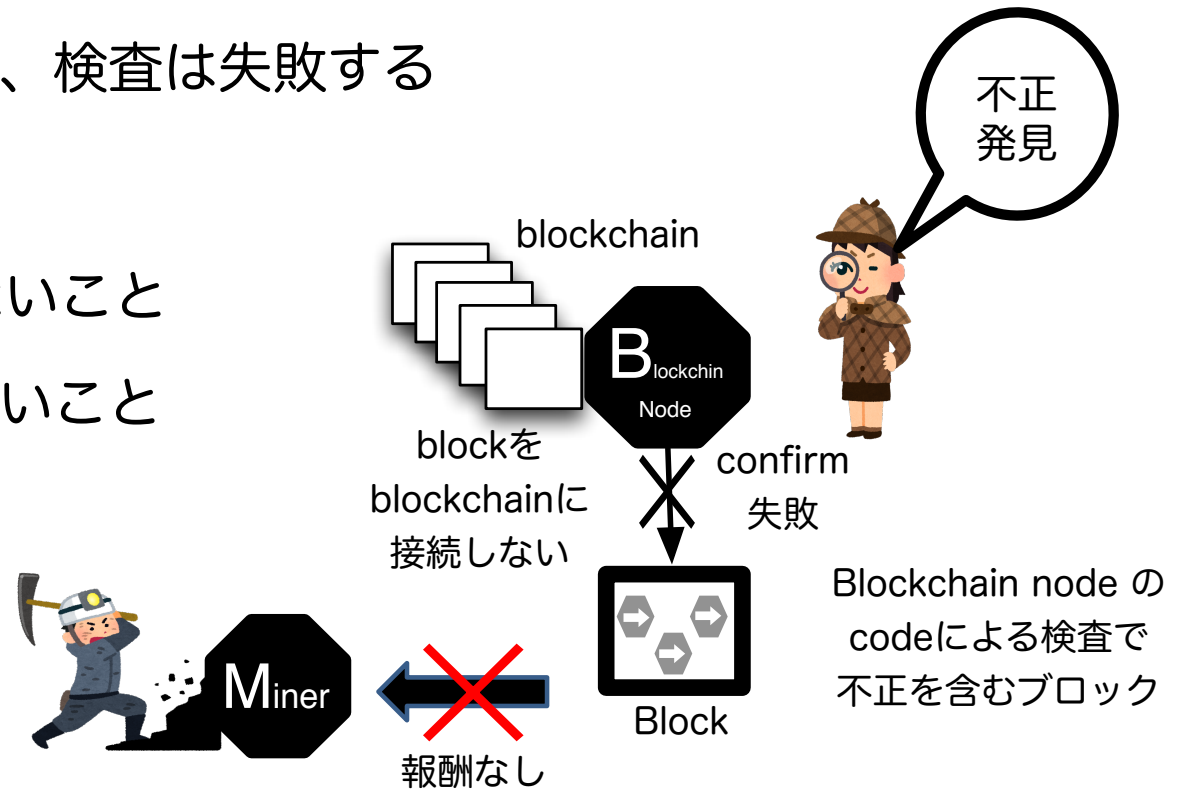 、検査は失敗する
不正
発見
blockchain
いこと
いこと
Blockchin
Node
blockを
blockchainに
接続しない
confirm
失敗
Blockchain node の
codeによる検査で
不正を含むブロック
Miner
Block
報酬なし